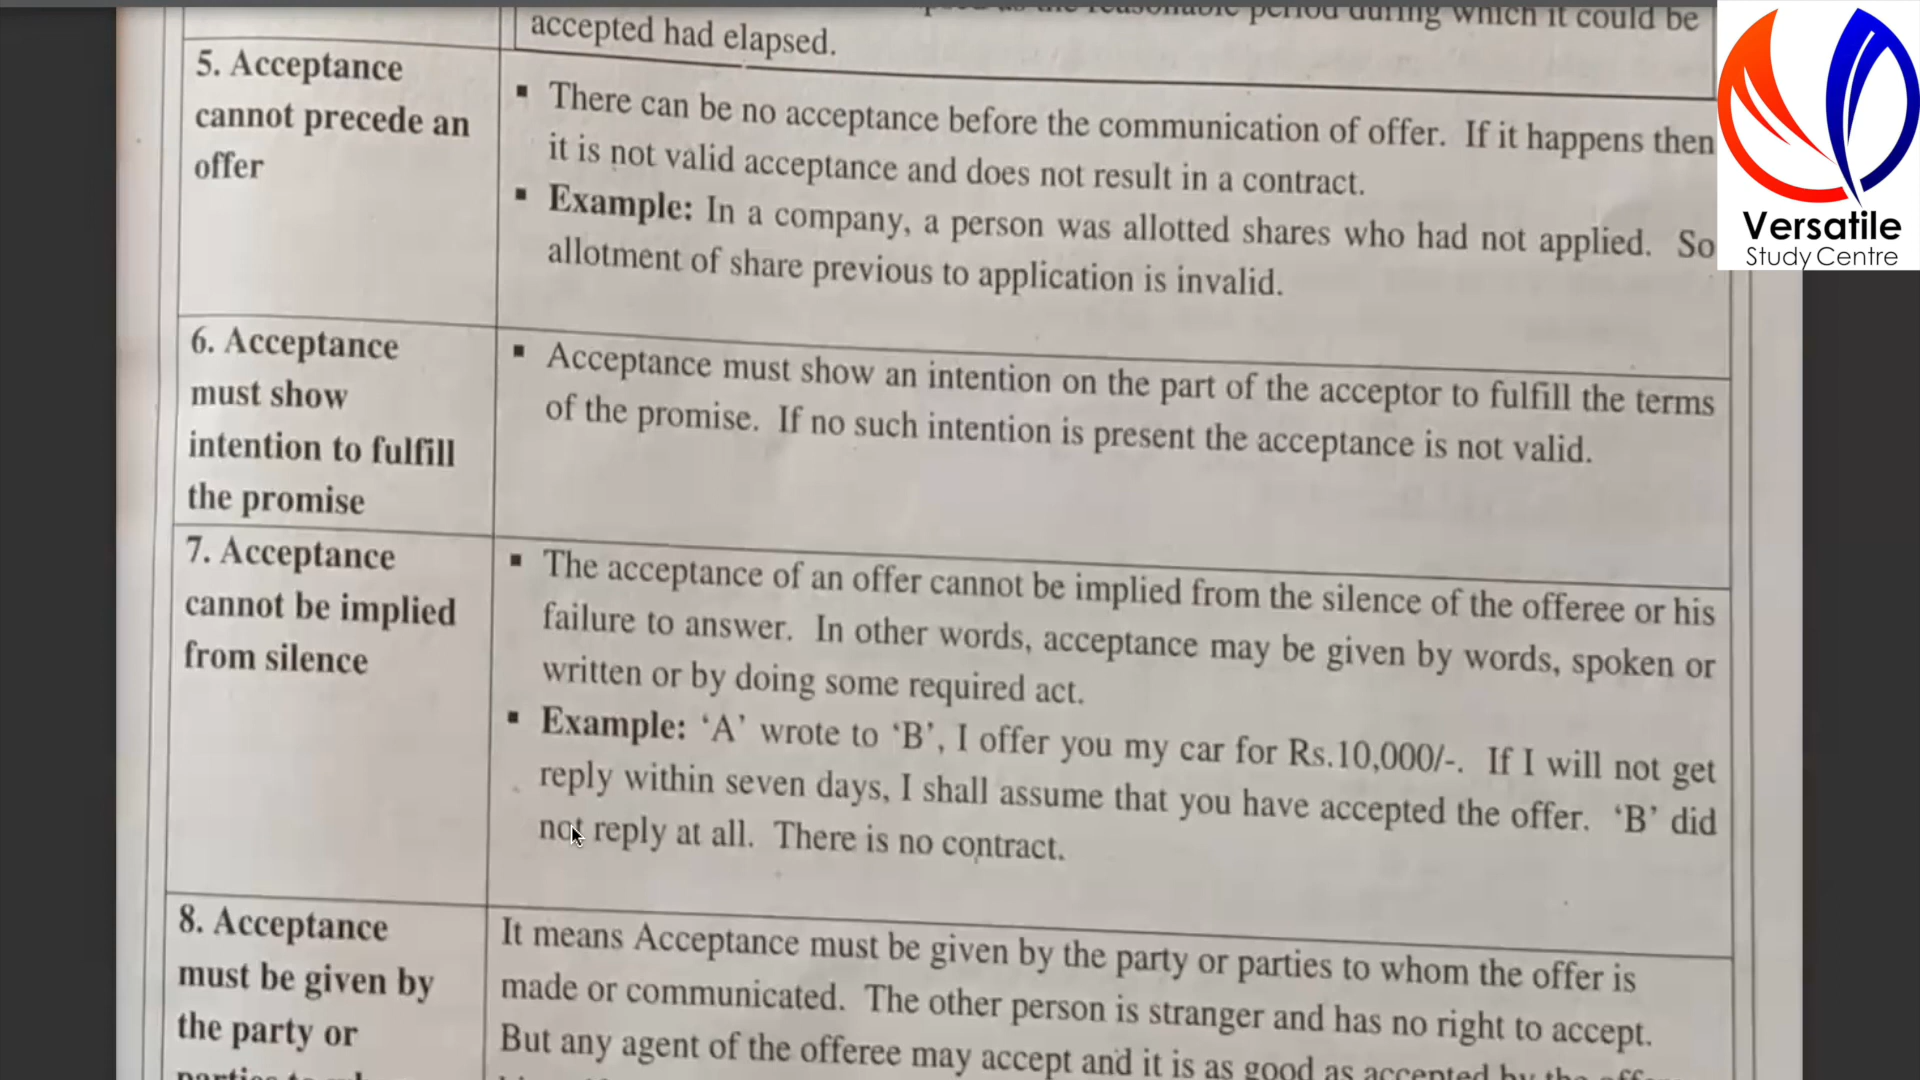 the reasonable period during which it could be
accepted had elapsed.
5. Acceptance
cannot precede an
offer
▪ There can be no acceptance before the communication of offer. If it happens then
it is not valid acceptance and does not result in a contract.
▪ Example: In a company, a person was allotted shares who had not applied. So
allotment of share previous to application is invalid.
6. Acceptance
must show
intention to fulfill
the promise
▪ Acceptance must show an intention on the part of the acceptor to fulfill the terms
of the promise. If no such intention is present the acceptance is not valid.
7. Acceptance
cannot be implied
from silence
▪ The acceptance of an offer cannot be implied from the silence of the offeree or his
failure to answer. In other words, acceptance may be given by words, spoken or
written or by doing some required act.
▪ Example: ‘A’ wrote to ‘B’, I offer you my car for Rs.10,000/-. If I will not get
reply within seven days, I shall assume that you have accepted the offer. ‘B’ did
not reply at all. There is no contract.
8. Acceptance
must be given by
the party or
It means Acceptance must be given by the party or parties to whom the offer is
made or communicated. The other person is stranger and has no right to accept.
But any agent of the offeree may accept and it is as good as accepted by the
Versatile
Study Centre